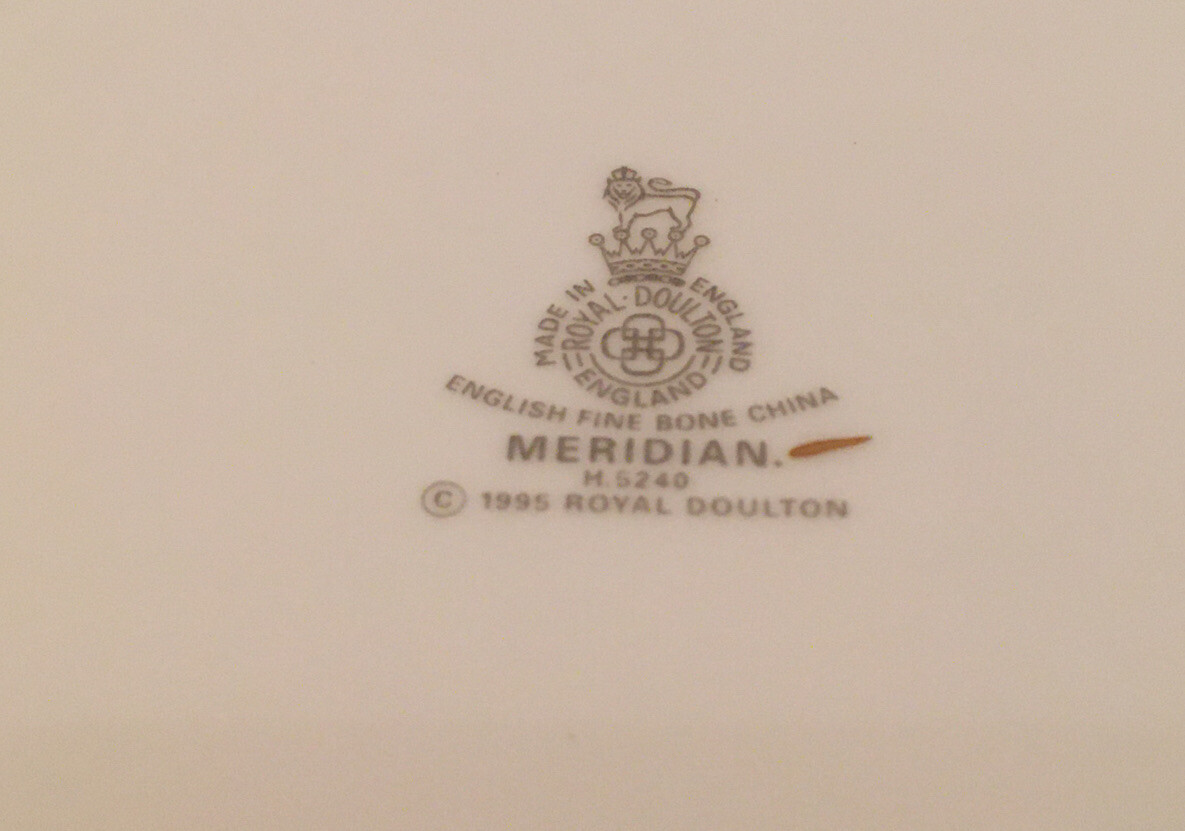 MADE IN ENGLAND
ROYAL·DOULTON
ENGLAND
ENGLISH FINE BONE CHINA
MERIDIAN.
H.5240
© 1995 ROYAL DOULTON